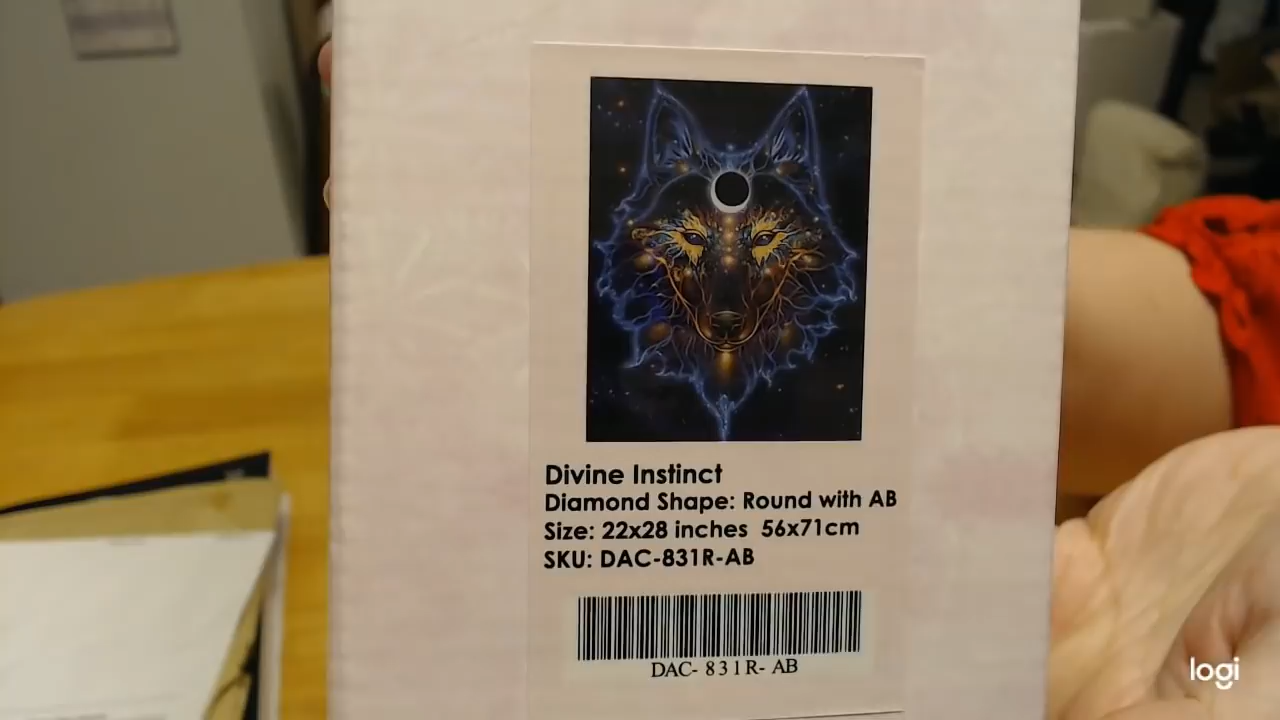 Divine Instinct
Diamond Shape: Round with AB
Size: 22x28 inches 56x71cm
SKU: DAC-831R-AB
DAC- 831R- AB
logi